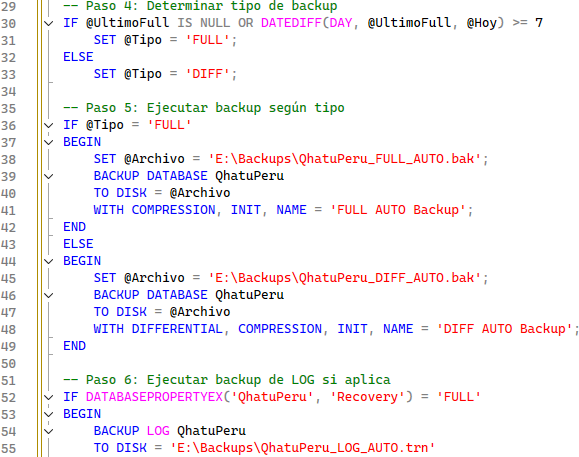 29 -- Paso 4: Determinar tipo de backup
30 IF @UltimoFull IS NULL OR DATEDIFF(DAY, @UltimoFull, @Hoy) >= 7
31 SET @Tipo = 'FULL';
32 ELSE
33 SET @Tipo = 'DIFF';
34
35 -- Paso 5: Ejecutar backup según tipo
36 IF @Tipo = 'FULL'
37 BEGIN
38 SET @Archivo = 'E:\Backups\QhatuPeru_FULL_AUTO.bak';
39 BACKUP DATABASE QhatuPeru
40 TO DISK = @Archivo
41 WITH COMPRESSION, INIT, NAME = 'FULL AUTO Backup';
42 END
43 ELSE
44 BEGIN
45 SET @Archivo = 'E:\Backups\QhatuPeru_DIFF_AUTO.bak';
46 BACKUP DATABASE QhatuPeru
47 TO DISK = @Archivo
48 WITH DIFFERENTIAL, COMPRESSION, INIT, NAME = 'DIFF AUTO Backup';
49 END
50
51 -- Paso 6: Ejecutar backup de LOG si aplica
52 IF DATABASEPROPERTYEX('QhatuPeru', 'Recovery') = 'FULL'
53 BEGIN
54 BACKUP LOG QhatuPeru
55 TO DISK = 'E:\Backups\QhatuPeru_LOG_AUTO.trn'